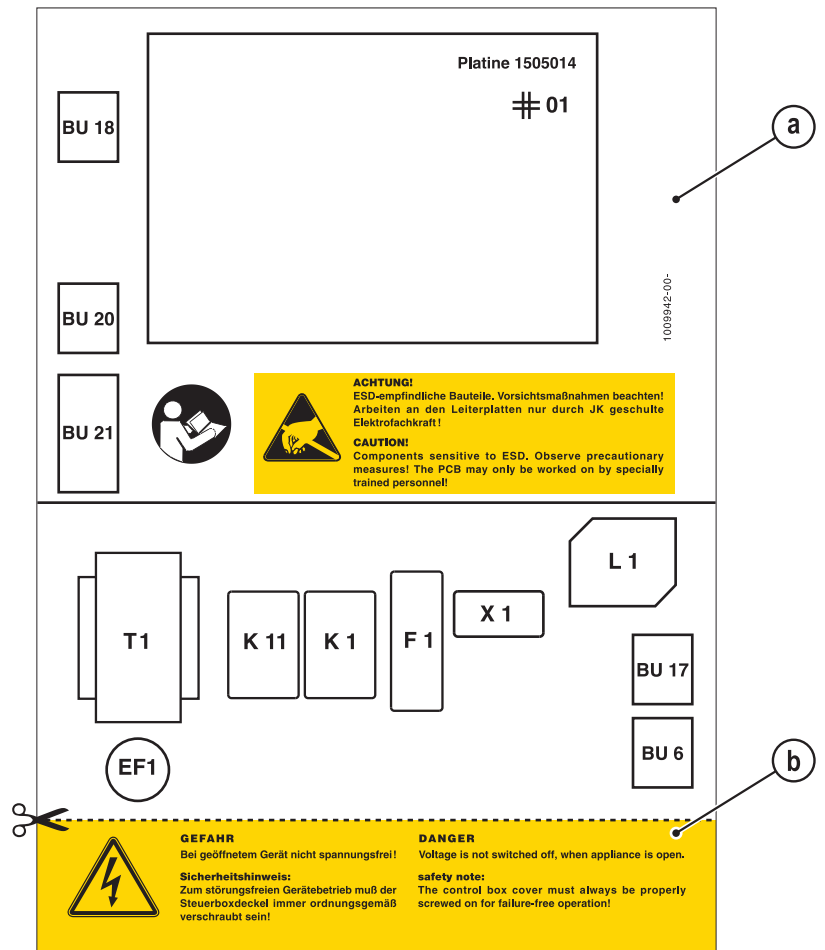 Platine 1505014
01
BU 18
a
1009942-00-
BU 20
BU 21
ACHTUNG!
ESD-empfindliche Bauteile. Vorsichtsmaßnahmen beachten!
Arbeiten an den Leiterplatten nur durch JK geschulte
Elektrofachkraft!
CAUTION!
Components sensitive to ESD. Observe precautionary
measures! The PCB may only be worked on by specially
trained personnel!
L 1
X 1
T1
K 11
K 1
F 1
BU 17
BU 6
EF1
b
GEFAHR
Bei geöffnetem Gerät nicht spannungsfrei!
Sicherheitshinweis:
Zum störungsfreien Gerätebetrieb muß der
Steuerboxdeckel immer ordnungsgemäß
verschraubt sein!
DANGER
Voltage is not switched off, when appliance is open.
safety note:
The control box cover must always be properly
screwed on for failure-free operation!